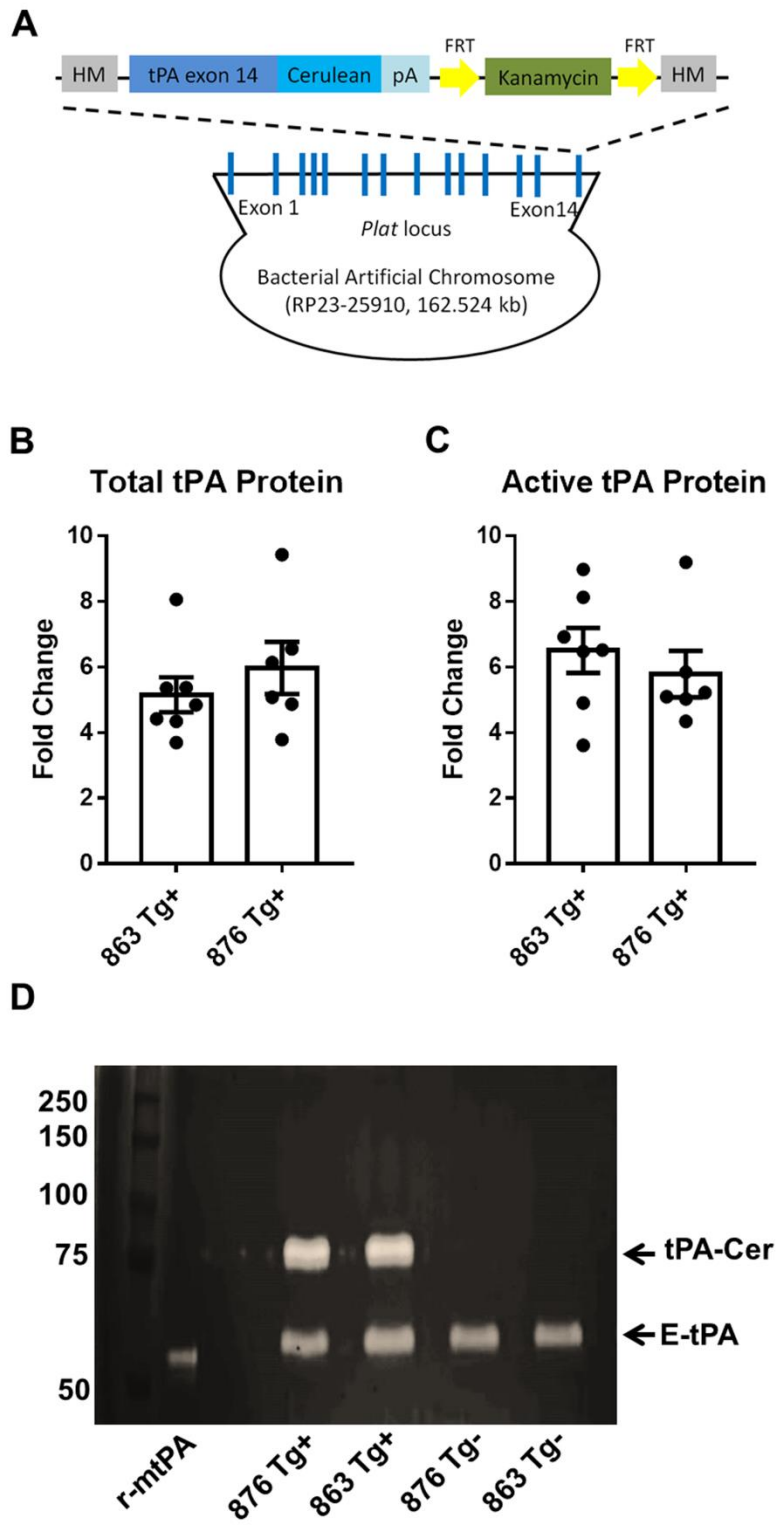 A
FRT FRT
HM tPA exon 14 Cerulean pA Kanamycin HM
Exon 1 Exon14
Plat locus
Bacterial Artificial Chromosome
(RP23-25910, 162.524 kb)
B
Total tPA Protein
Fold Change
10
8
6
4
2
0
863 Tg+
876 Tg+
C
Active tPA Protein
Fold Change
10
8
6
4
2
0
863 Tg+
876 Tg+
D
250
150
100
75
50
tPA-Cer
E-tPA
r-mtPA
876 Tg+
863 Tg+
876 Tg-
863 Tg-